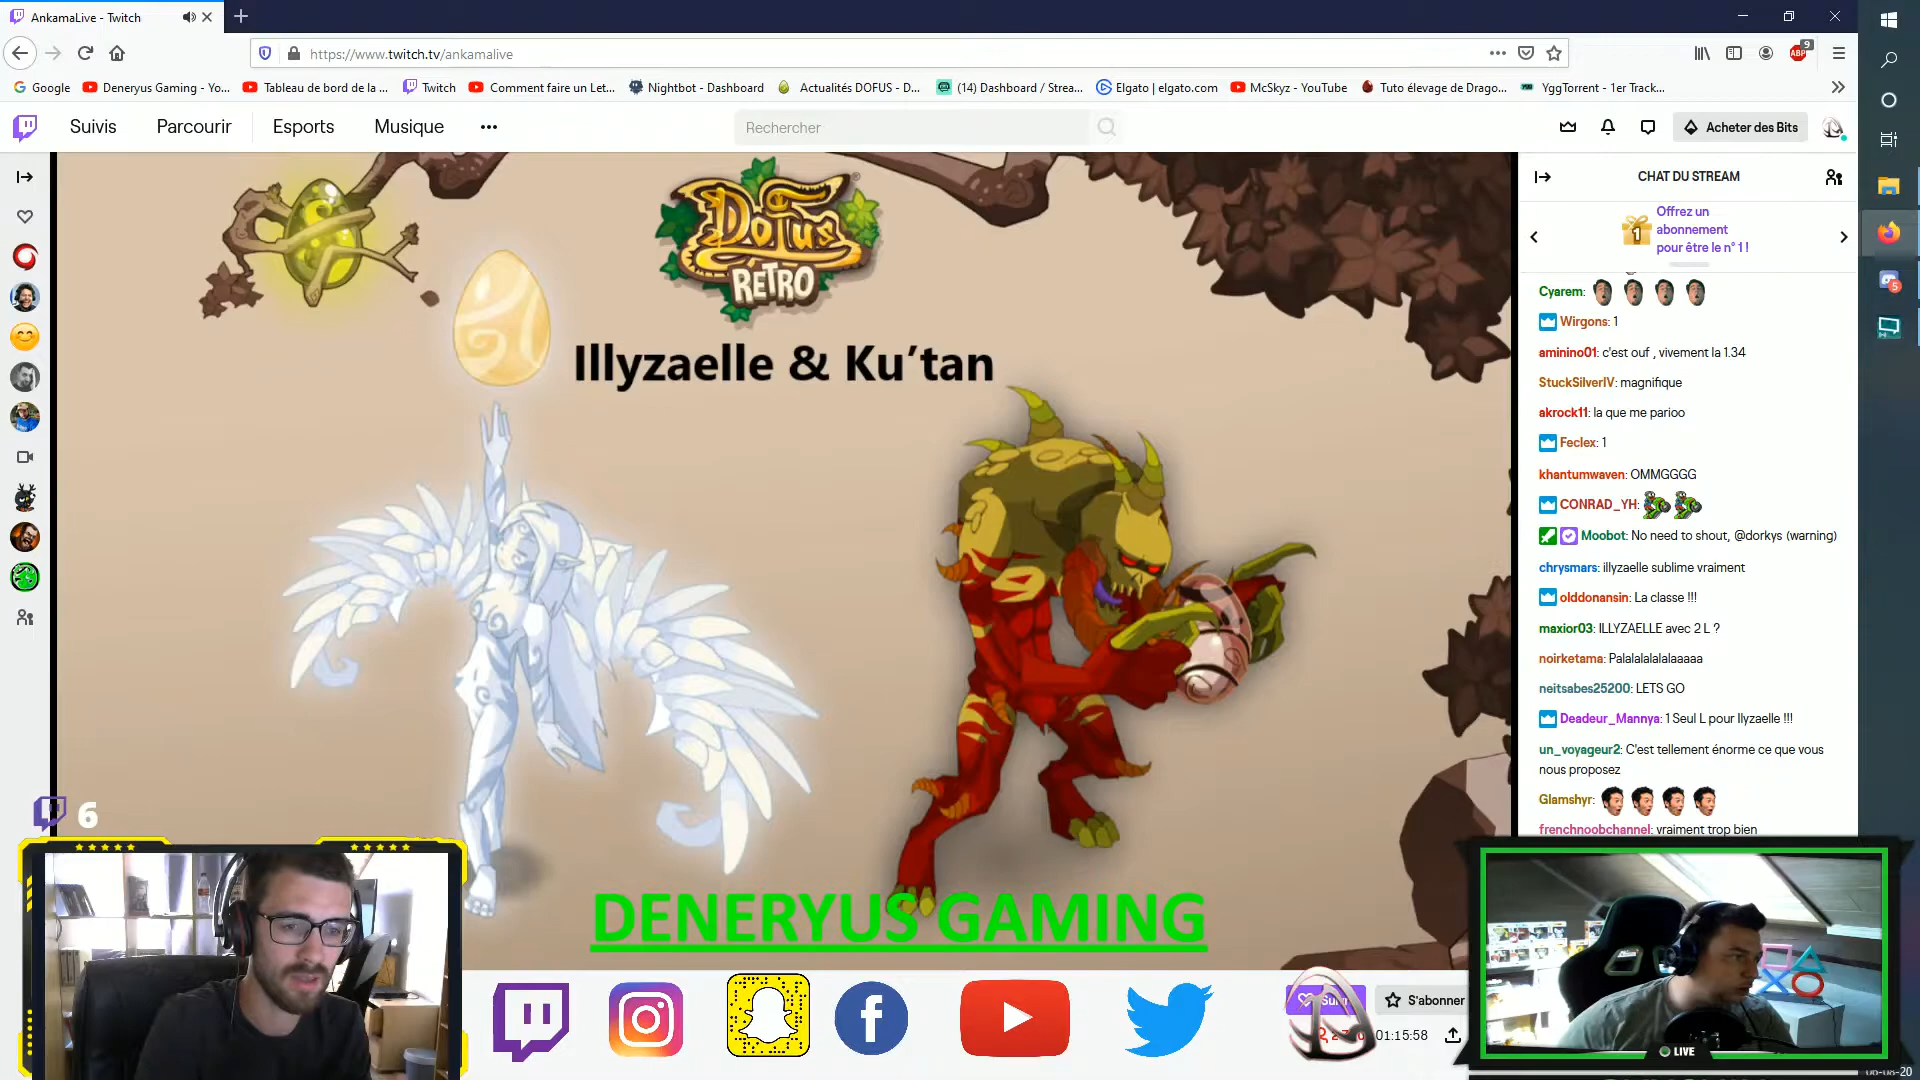 AnkamaLive - Twitch
https://www.twitch.tv/ankamalive
9
Google
Deneryus Gaming - Yo...
Tableau de bord de la ...
Twitch
Comment faire un Let...
Nightbot - Dashboard
Actualités DOFUS - D...
(14) Dashboard / Strea...
Elgato | elgato.com
McSkyz - YouTube
Tuto élevage de Drago...
YggTorrent - 1er Track...
Suivis
Parcourir
Esports
Musique
Rechercher
Acheter des Bits
DOFUS
RETRO
Illyzaelle & Ku'tan
CHAT DU STREAM
1
Offrez un
abonnement
pour être le n° 1 !
Cyarem:
Wirgons: 1
aminino01: c'est ouf , vivement la 1.34
StuckSilverIV: magnifique
akrock11: la que me parioo
Feclex: 1
khantumwaven: OMMGGGG
CONRAD_YH:
Moobot: No need to shout, @dorkys (warning)
chrysmars: illyzaelle sublime vraiment
olddonansin: La classe !!!
maxior03: ILLYZAELLE avec 2 L ?
noirketama: Palalalalalalaaaaa
neitsabes25200: LETS GO
Deadeur_Mannya: 1 Seul L pour Ilyzaelle !!!
un_voyageur2: C'est tellement énorme ce que vous
nous proposez
Glamshyr:
frenchnoobchannel: vraiment trop bien
5
6
DENERYUS GAMING
S'abonner
01:15:58
LIVE